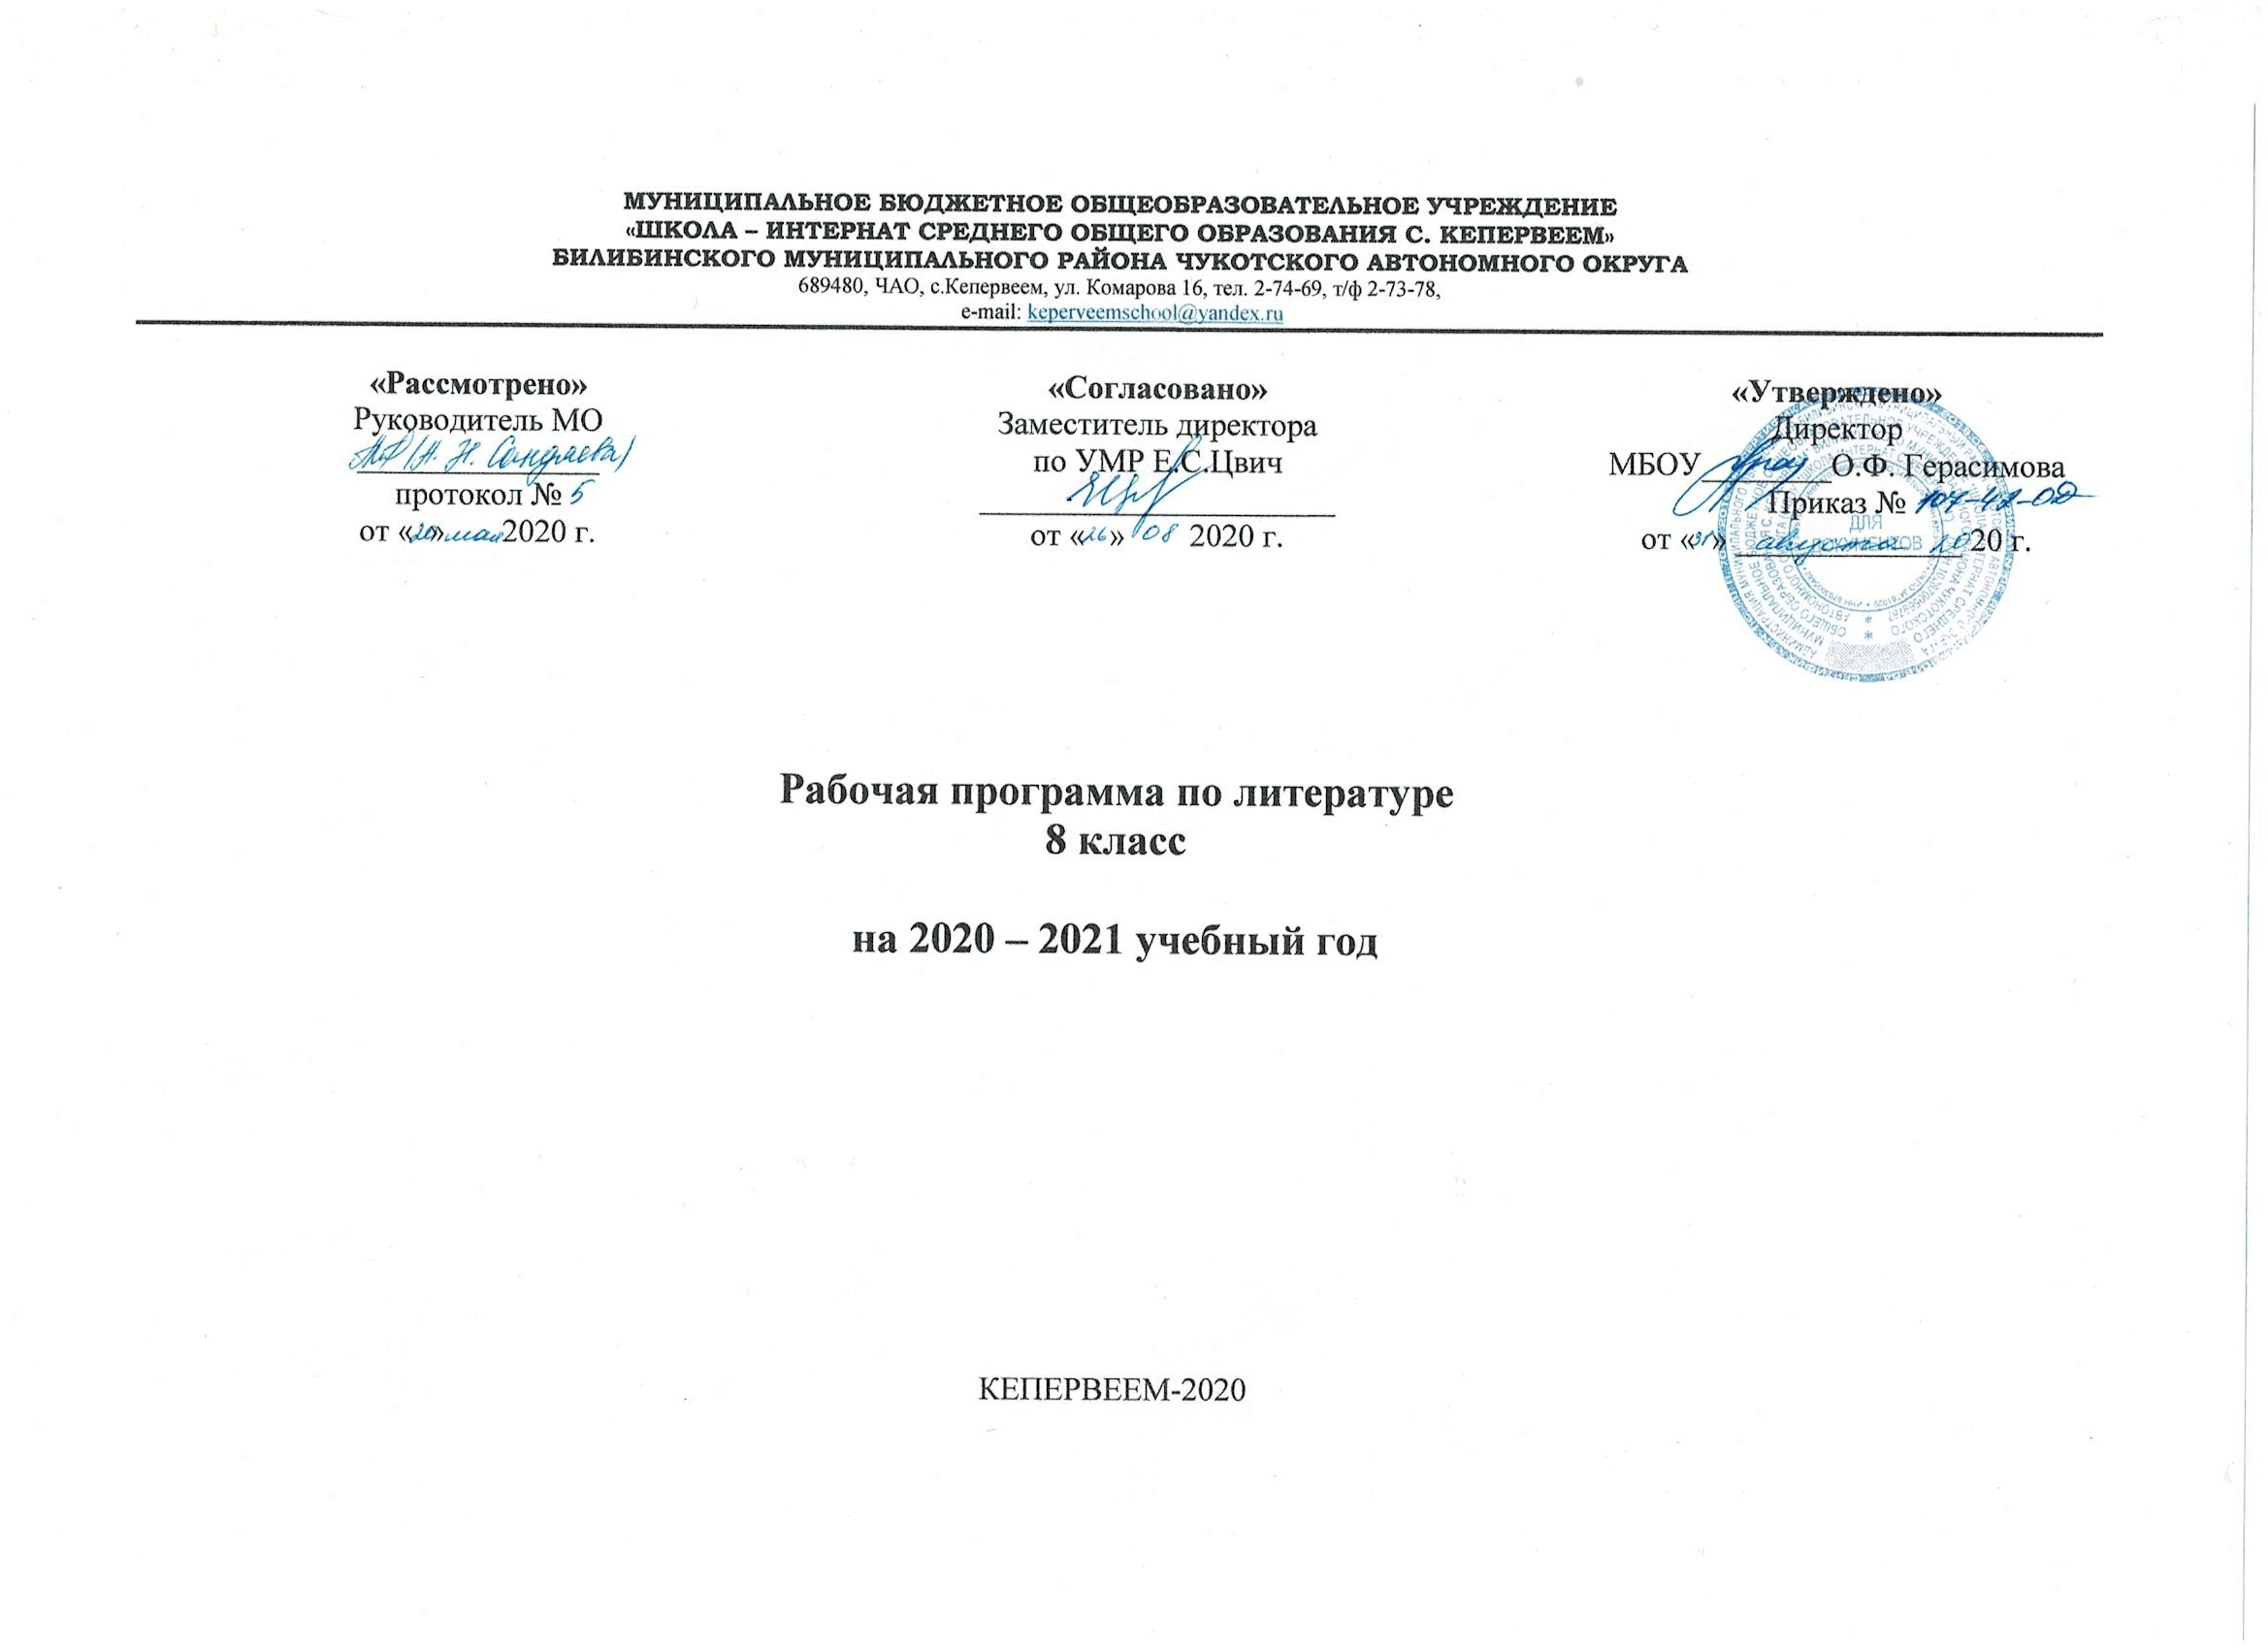 МУНИЦИПАЛЬНОЕ БЮДЖЕТНОЕ ОБЩЕОБРАЗОВАТЕЛЬНОЕ УЧРЕЖДЕНИЕ
«ШКОЛА – ИНТЕРНАТ СРЕДНЕГО ОБЩЕГО ОБРАЗОВАНИЯ С. КЕПЕРВЕЕМ»
БИЛИБИНСКОГО МУНИЦИПАЛЬНОГО РАЙОНА ЧУКОТСКОГО АВТОНОМНОГО ОКРУГА
689480, ЧАО, с.Кепервеем, ул. Комарова 16, тел. 2-74-69, т/ф 2-73-78,
e-mail: keperveemschool@yandex.ru
«Рассмотрено»
Руководитель МО
протокол № 5
от «20» мая 2020 г.
«Согласовано»
Заместитель директора
по УМР Е.С.Цвич
от «26» 08 2020 г.
«Утверждено»
Директор
МБОУ О.Ф. Герасимова
Приказ №
от «31» августа 2020 г.
ДЛЯ
ДОКУМЕНТОВ
Рабочая программа по литературе
8 класс
на 2020 – 2021 учебный год
КЕПЕРВЕЕМ-2020